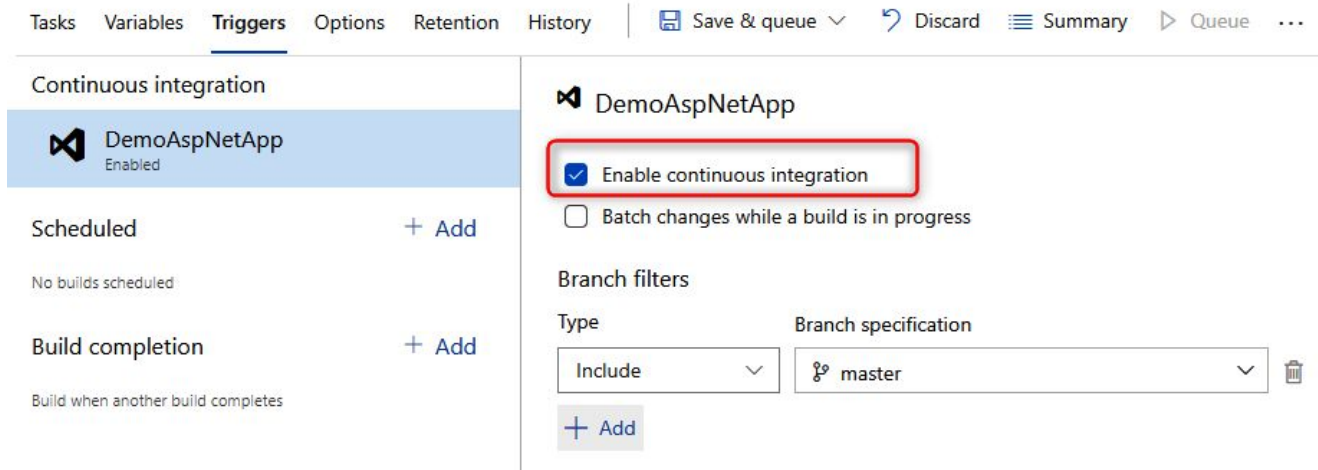 Tasks Variables Triggers Options Retention History Save & queue Discard Summary Queue ...
Continuous integration
DemoAspNetApp
Enabled
Scheduled + Add
No builds scheduled
Build completion + Add
Build when another build completes
DemoAspNetApp
Enable continuous integration
Batch changes while a build is in progress
Branch filters
Type Branch specification
Include master
+ Add